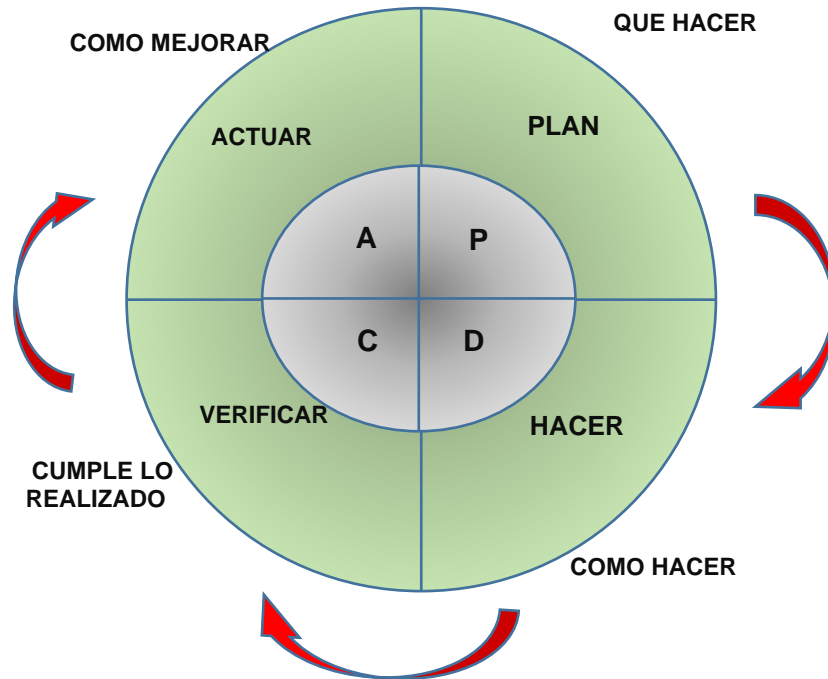 QUE HACER
COMO MEJORAR
PLAN
ACTUAR
A
P
C
D
VERIFICAR
HACER
CUMPLE LO
REALIZADO
COMO HACER